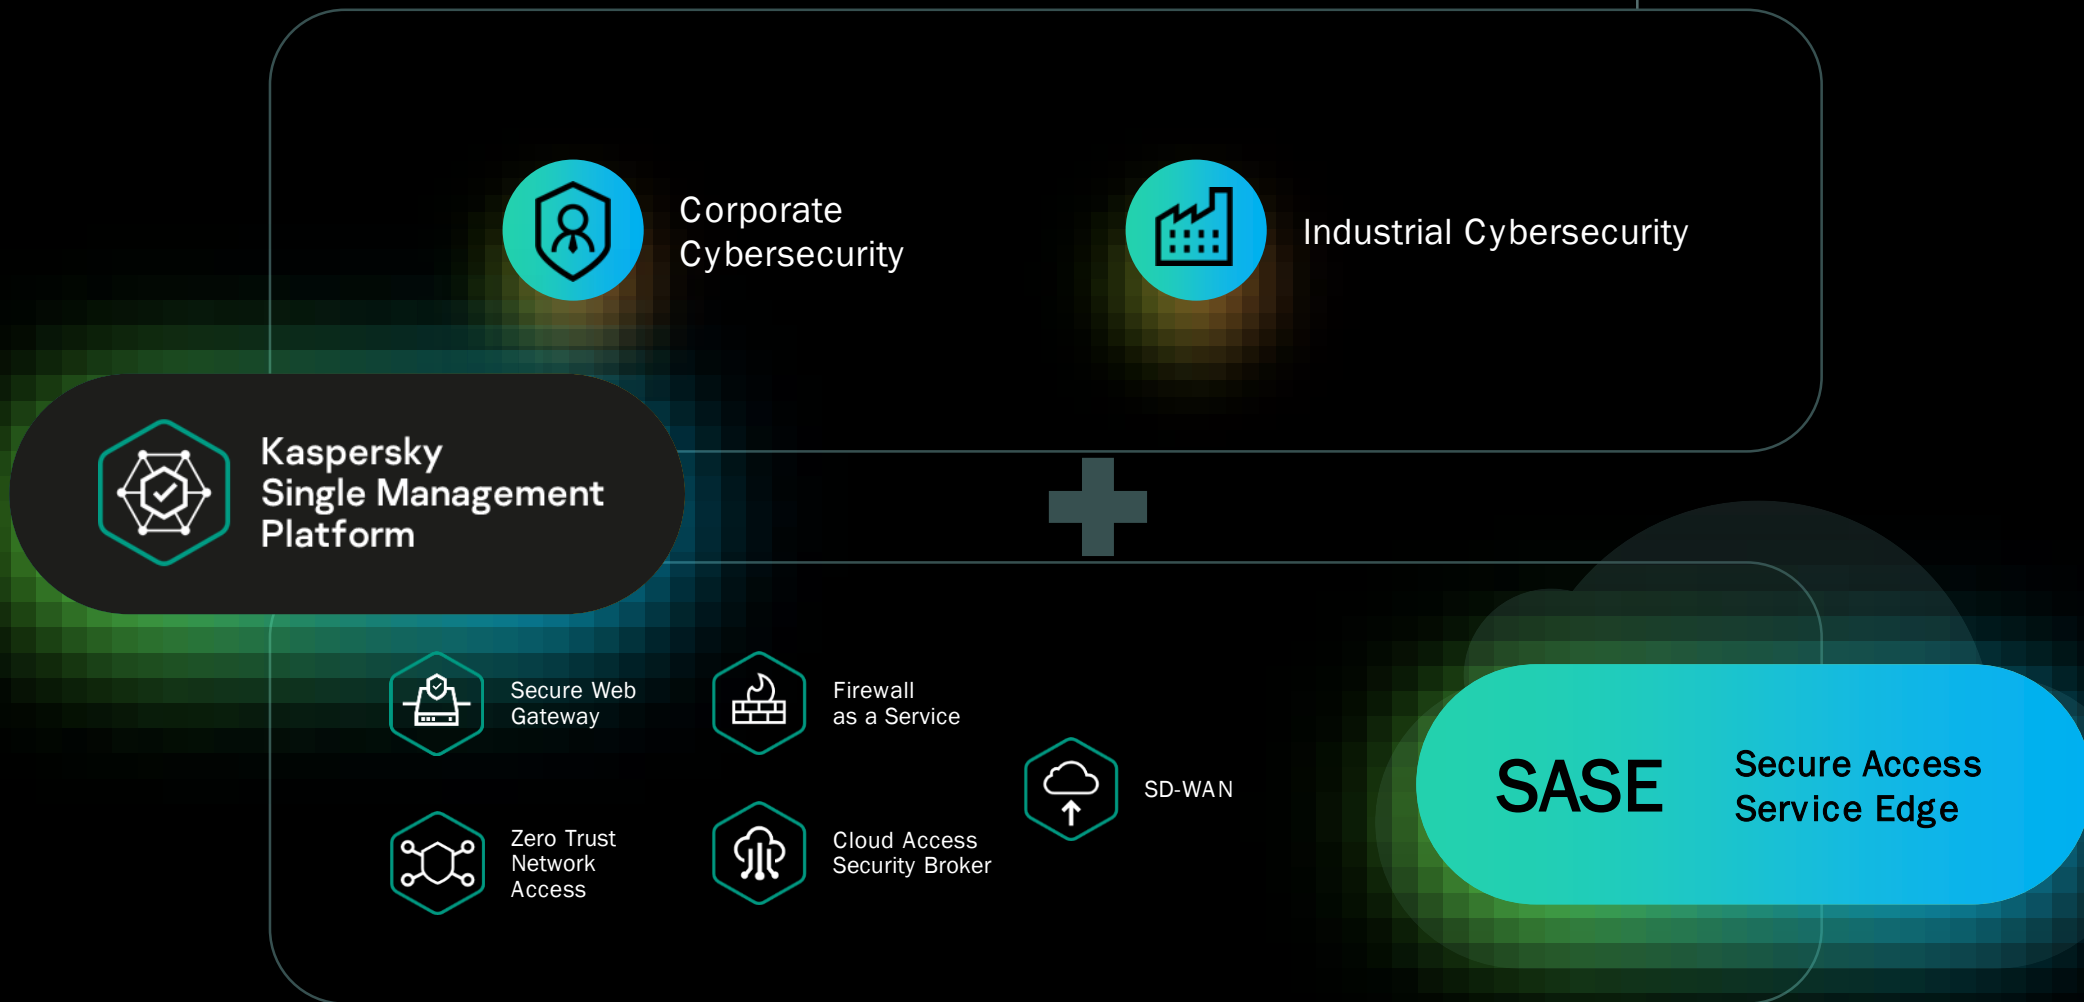 Corporate
Cybersecurity
Industrial Cybersecurity
Kaspersky
Single Management
Platform
Secure Web
Gateway
Firewall
as a Service
SD-WAN
Zero Trust
Network
Access
Cloud Access
Security Broker
SASE
Secure Access
Service Edge